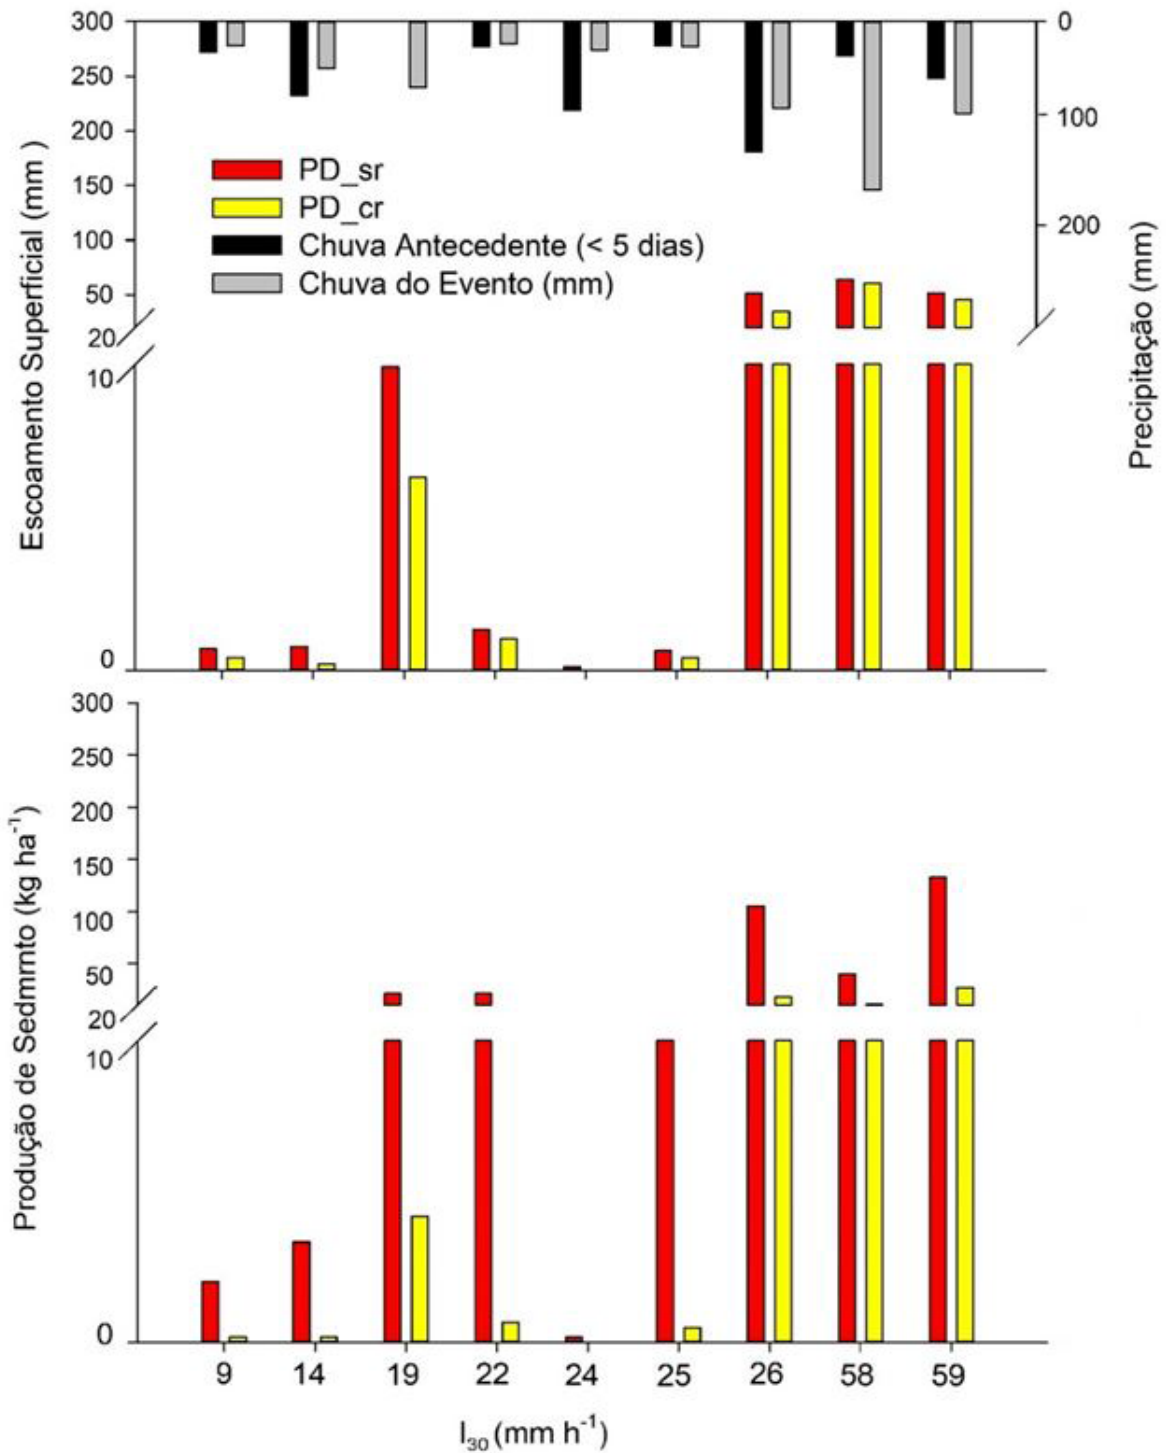 300
250
200
150
100
50
20
10
0
Escoamento Superficial (mm )
0
100
200
Precipitação (mm)
PD_sr
PD_cr
Chuva Antecedente (< 5 dias)
Chuva do Evento (mm)
300
250
200
150
100
50
20
10
0
Produção de Sedmrnto (kg ha⁻¹)
9 14 19 22 24 25 26 58 59
I₃₀ (mm h⁻¹)